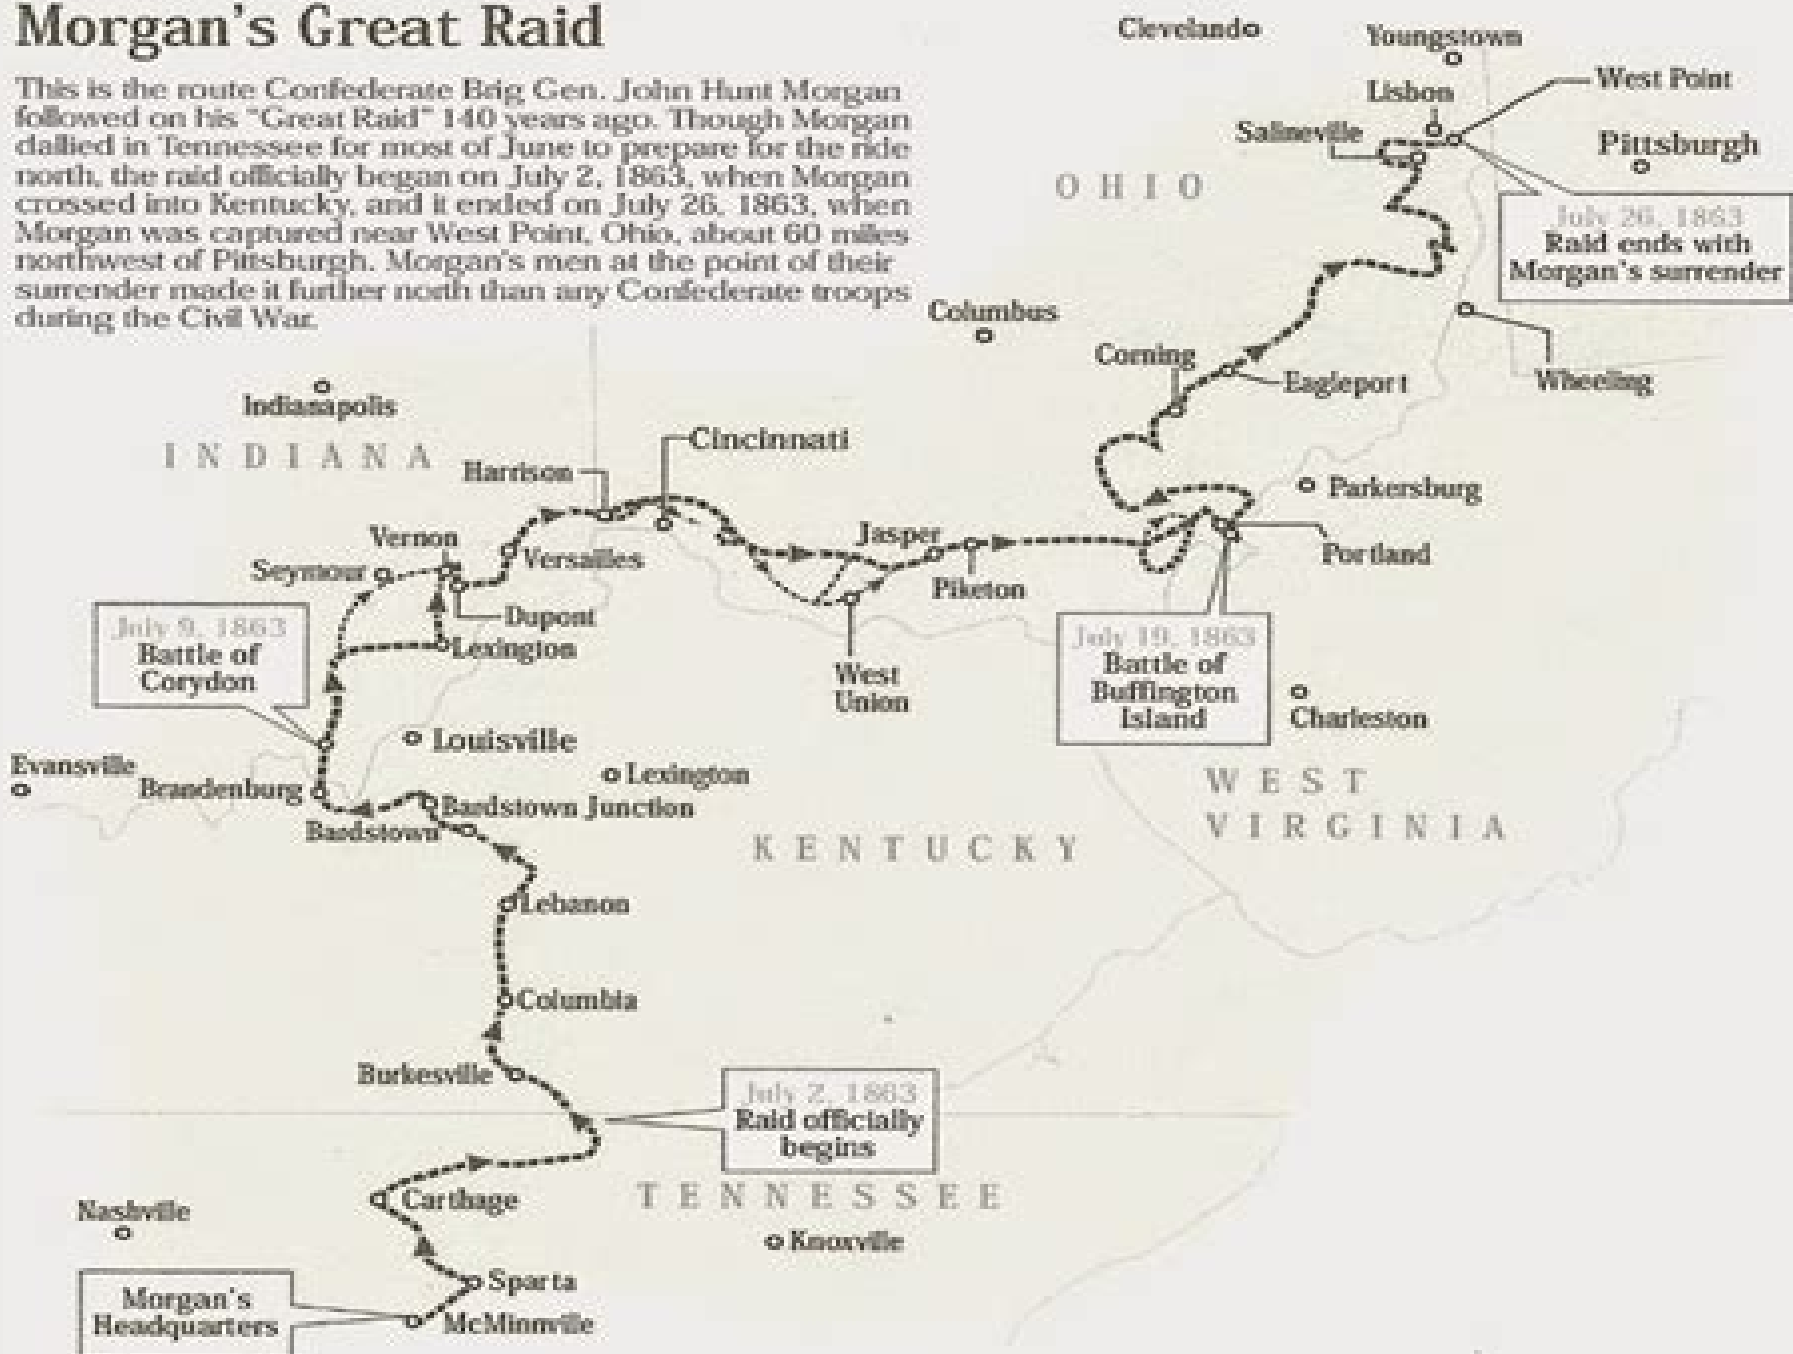 Morgan's Great Raid
This is the route Confederate Brig Gen. John Hunt Morgan
followed on his "Great Raid" 140 years ago. Though Morgan
dallied in Tennessee for most of June to prepare for the ride
north, the raid officially began on July 2, 1863, when Morgan
crossed into Kentucky, and it ended on July 26, 1863, when
Morgan was captured near West Point, Ohio, about 60 miles
northwest of Pittsburgh. Morgan's men at the point of their
surrender made it further north than any Confederate troops
during the Civil War.
Cleveland
Youngstown
West Point
Lisbon
Salineville
Pittsburgh
OHIO
July 26, 1863
Raid ends with
Morgan's surrender
Columbus
Corning
Eagleport
Wheeling
Indianapolis
INDIANA
Cincinnati
Harrison
Parkersburg
Vernon
Versailles
Jasper
Portland
Seymour
Piketon
Dupont
Lexington
July 9, 1863
Battle of
Corydon
West
Union
July 19, 1863
Battle of
Buffington
Island
Charleston
Louisville
Evansville
Brandenburg
Lexington
Bardstown Junction
Bardstown
WEST
VIRGINIA
KENTUCKY
Lebanon
Columbia
Burkesville
July 2, 1863
Raid officially
begins
Carthage
TENNESSEE
Nashville
Knoxville
Sparta
Morgan's
Headquarters
McMinnville